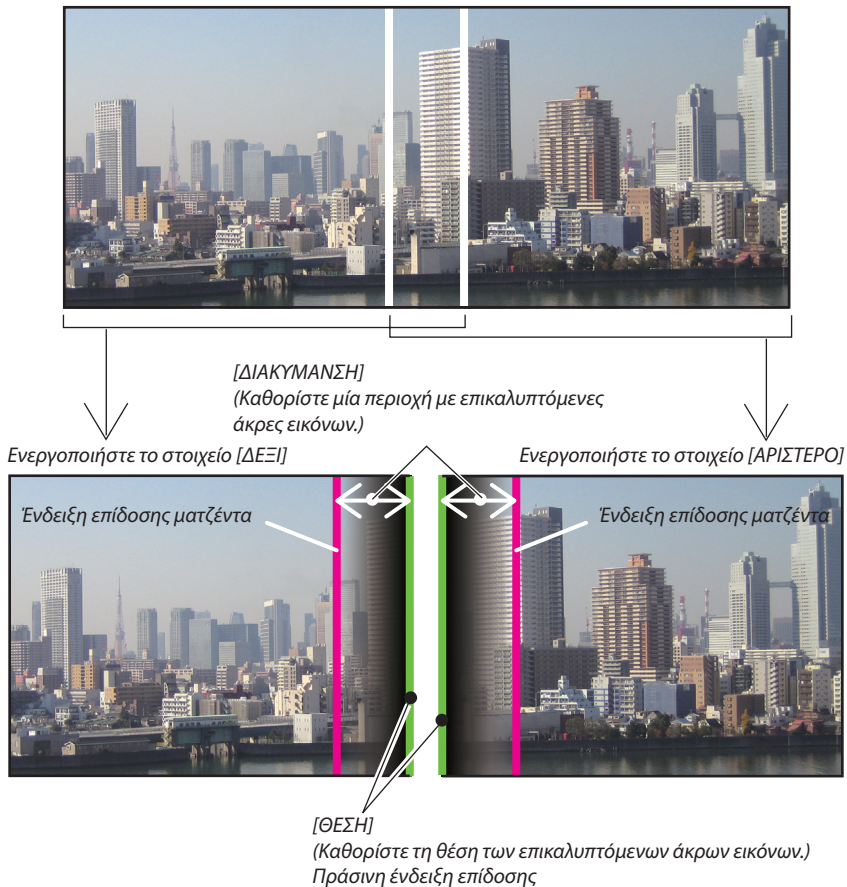 [ΔΙΑΚΥΜΑΝΣΗ]
(Καθορίστε μία περιοχή με επικαλυπτόμενες
άκρες εικόνων.)
Ενεργοποιήστε το στοιχείο [ΔΕΞΙ]
Ενεργοποιήστε το στοιχείο [ΑΡΙΣΤΕΡΟ]
Ένδειξη επίδοσης ματζέντα
Ένδειξη επίδοσης ματζέντα
[ΘΕΣΗ]
(Καθορίστε τη θέση των επικαλυπτόμενων άκρων εικόνων.)
Πράσινη ένδειξη επίδοσης